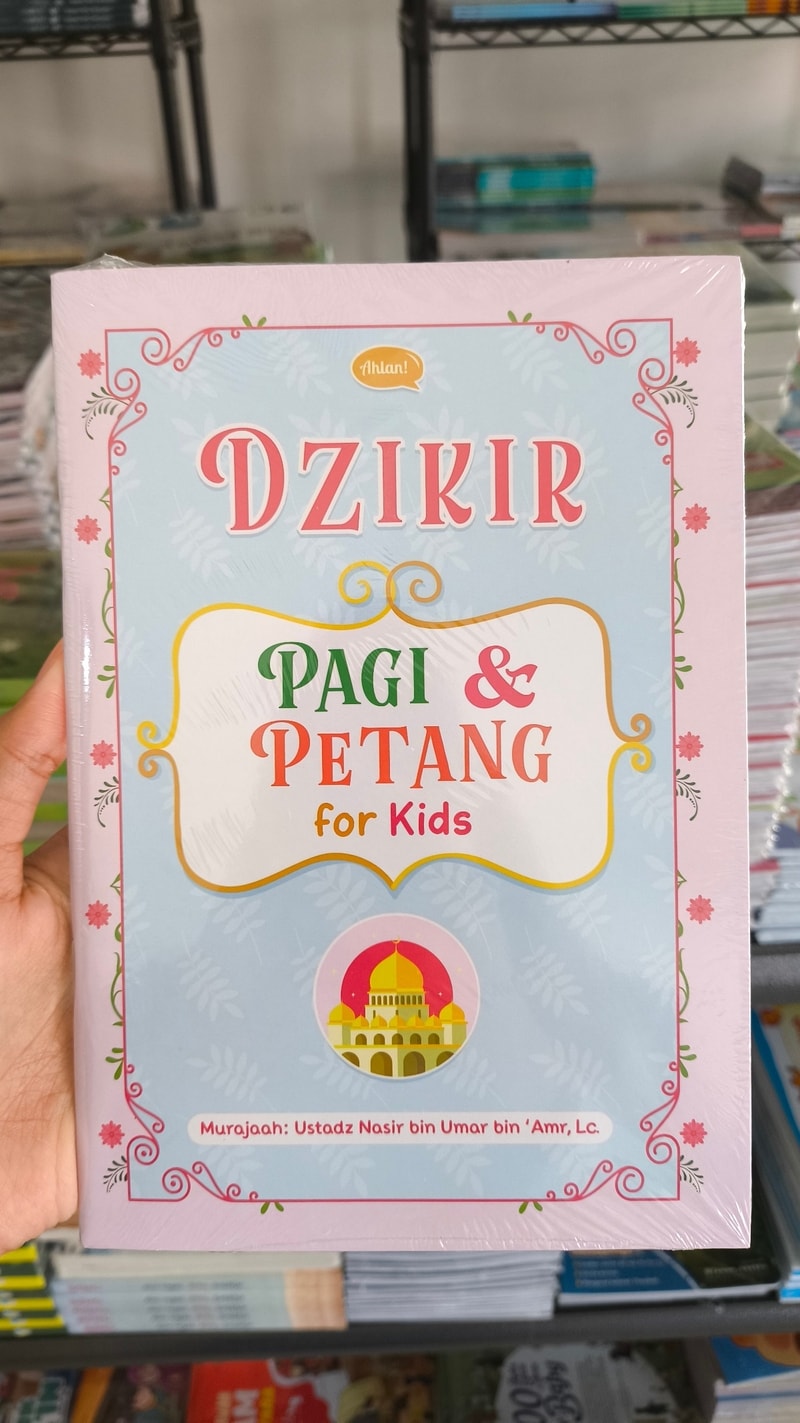 Ahlan!
DZIKIR
PAGI &
PETANG
for Kids
Murajaah: Ustadz Nasir bin Umar bin ‘Amr, Lc.